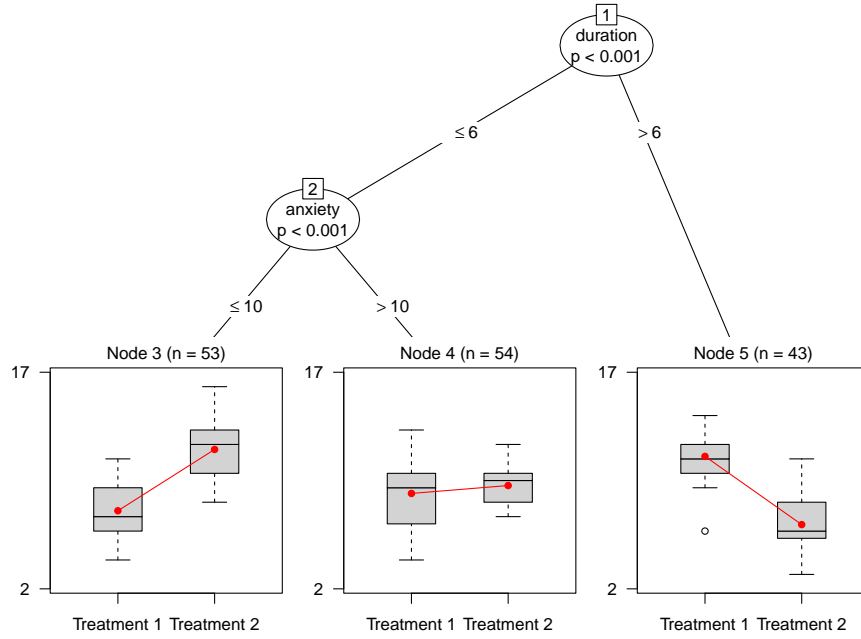 1
duration
p < 0.001
≤ 6
> 6
2
anxiety
p < 0.001
≤ 10
> 10
Node 3 (n = 53)
17
2
Treatment 1 Treatment 2
Node 4 (n = 54)
17
2
Treatment 1 Treatment 2
Node 5 (n = 43)
17
2
Treatment 1 Treatment 2